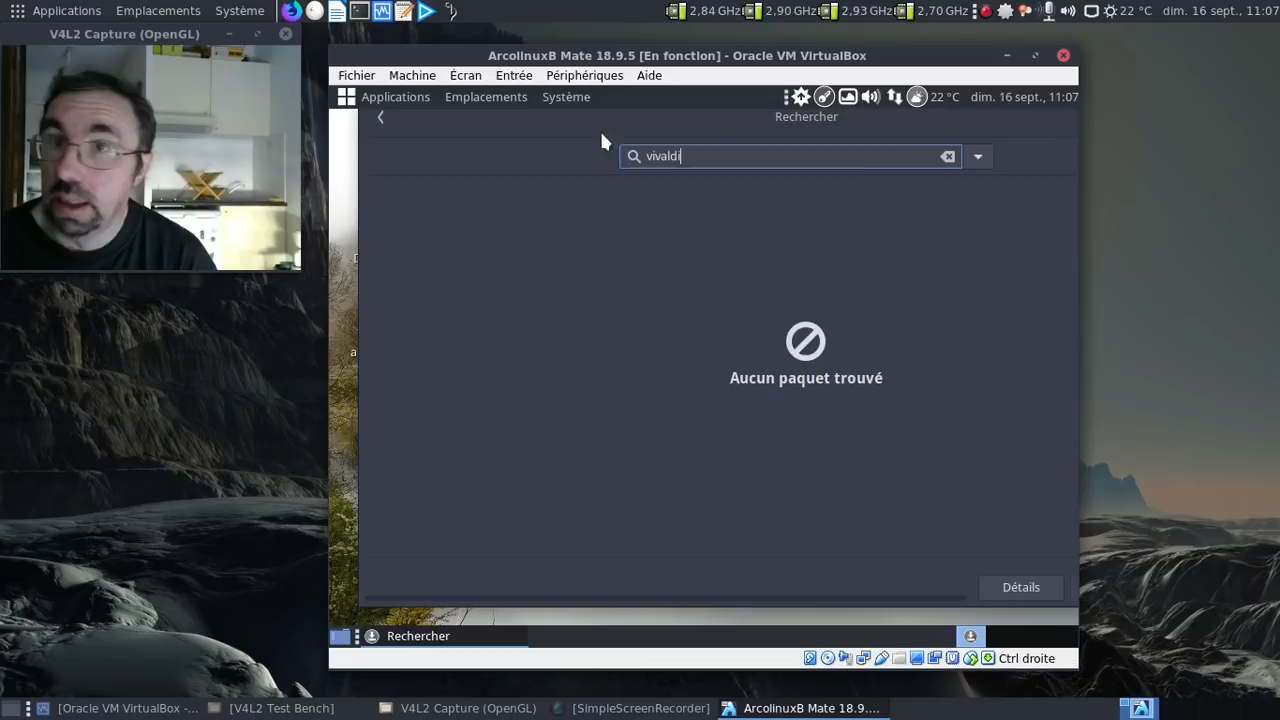 Applications Emplacements Système 2,84 GHz 2,90 GHz 2,93 GHz 2,70 GHz 22 °C dim. 16 sept., 11:07
V4L2 Capture (OpenGL)
ArcolinuxB Mate 18.9.5 [En fonction] - Oracle VM VirtualBox
Fichier Machine Écran Entrée Périphériques Aide
Applications Emplacements Système 22 °C dim. 16 sept., 11:07
Rechercher
vivaldi
Aucun paquet trouvé
Détails
Rechercher
Ctrl droite
[Oracle VM VirtualBox -... [V4L2 Test Bench] V4L2 Capture (OpenGL) [SimpleScreenRecorder] ArcolinuxB Mate 18.9....